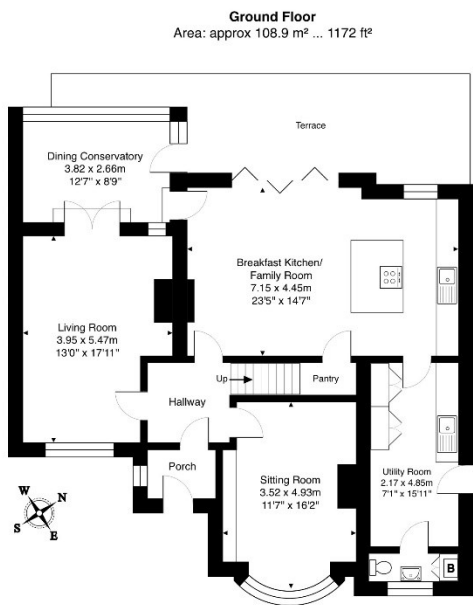 Ground Floor
Area: approx 108.9 m² ... 1172 ft²
Terrace
Dining Conservatory
3.82 x 2.66m
12'7" x 8'9"
Breakfast Kitchen/
Family Room
7.15 x 4.45m
23'5" x 14'7"
Living Room
3.95 x 5.47m
13'0" x 17'11"
Up
Pantry
Hallway
Porch
Sitting Room
3.52 x 4.93m
11'7" x 16'2"
Utility Room
2.17 x 4.85m
7'1" x 15'11"
W
N
S
E
B